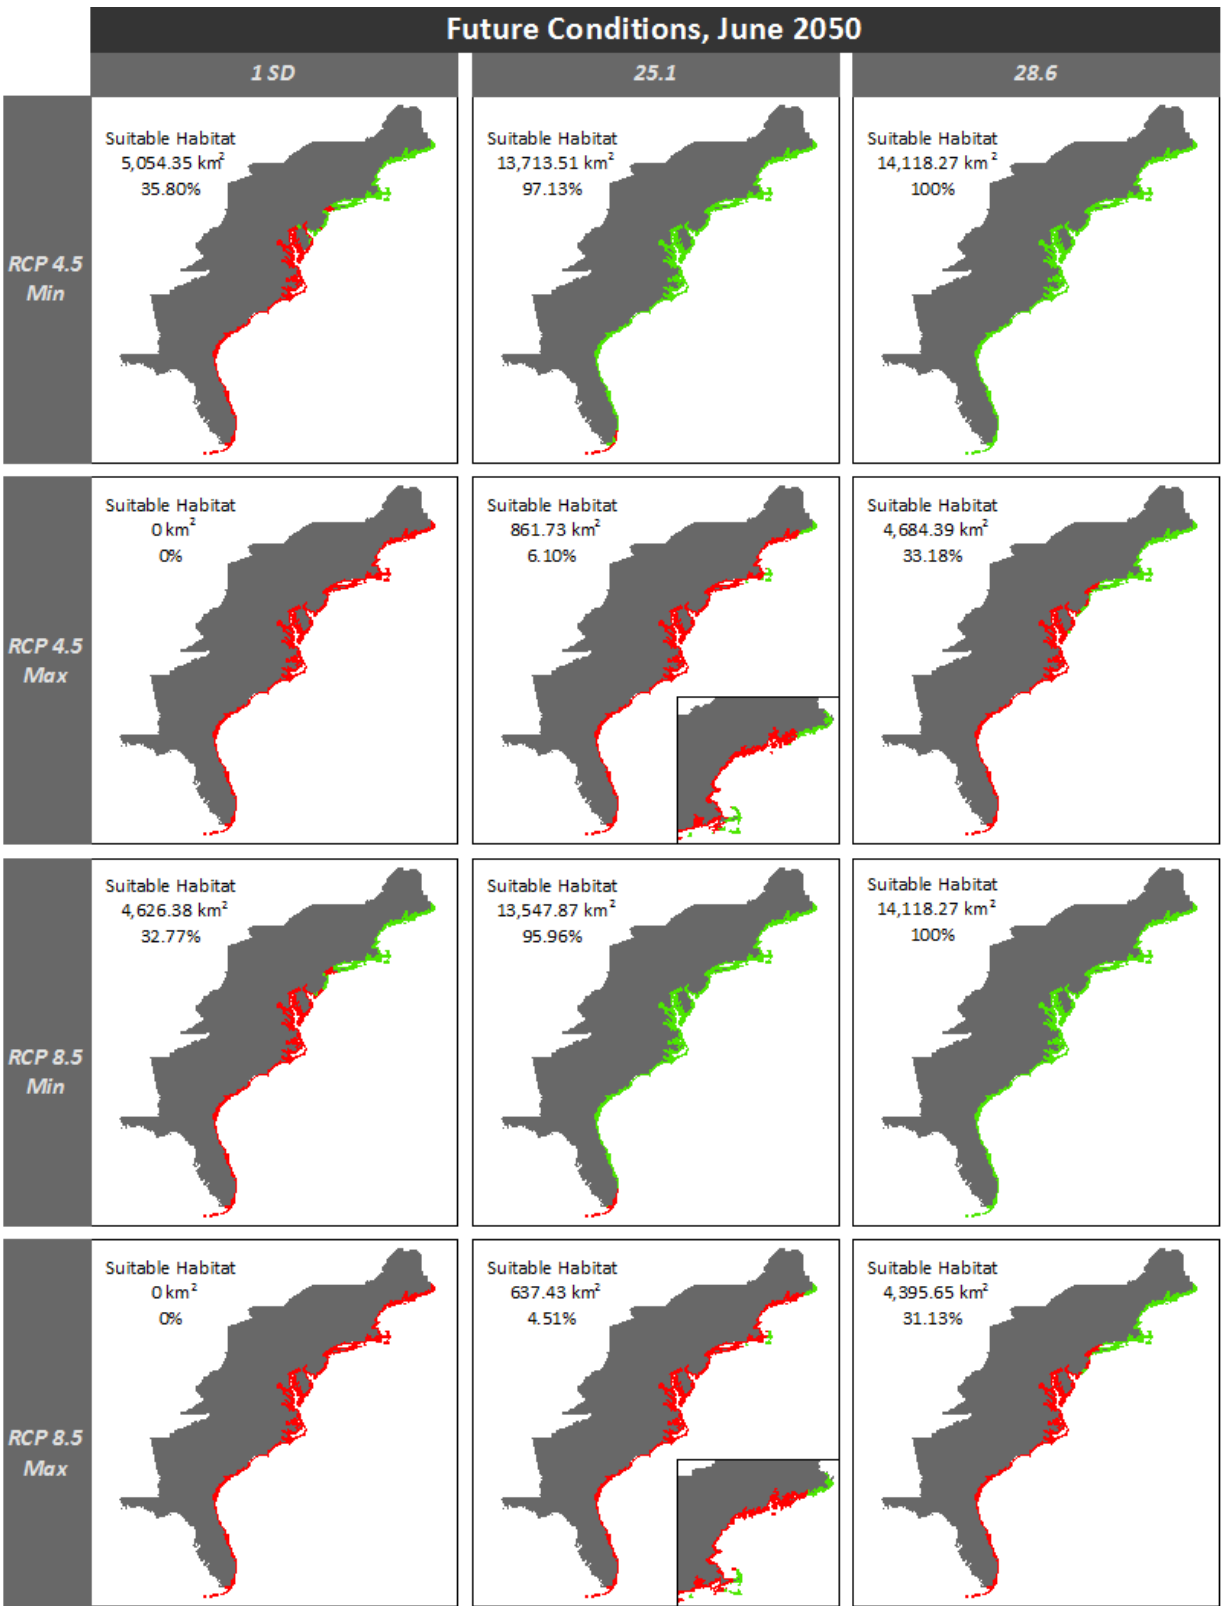 Future Conditions, June 2050
1 SD
25.1
28.6
RCP 4.5
Min
Suitable Habitat
5,054.35 km²
35.80%
Suitable Habitat
13,713.51 km²
97.13%
Suitable Habitat
14,118.27 km²
100%
RCP 4.5
Max
Suitable Habitat
0 km²
0%
Suitable Habitat
861.73 km²
6.10%
Suitable Habitat
4,684.39 km²
33.18%
RCP 8.5
Min
Suitable Habitat
4,626.38 km²
32.77%
Suitable Habitat
13,547.87 km²
95.96%
Suitable Habitat
14,118.27 km²
100%
RCP 8.5
Max
Suitable Habitat
0 km²
0%
Suitable Habitat
637.43 km²
4.51%
Suitable Habitat
4,395.65 km²
31.13%